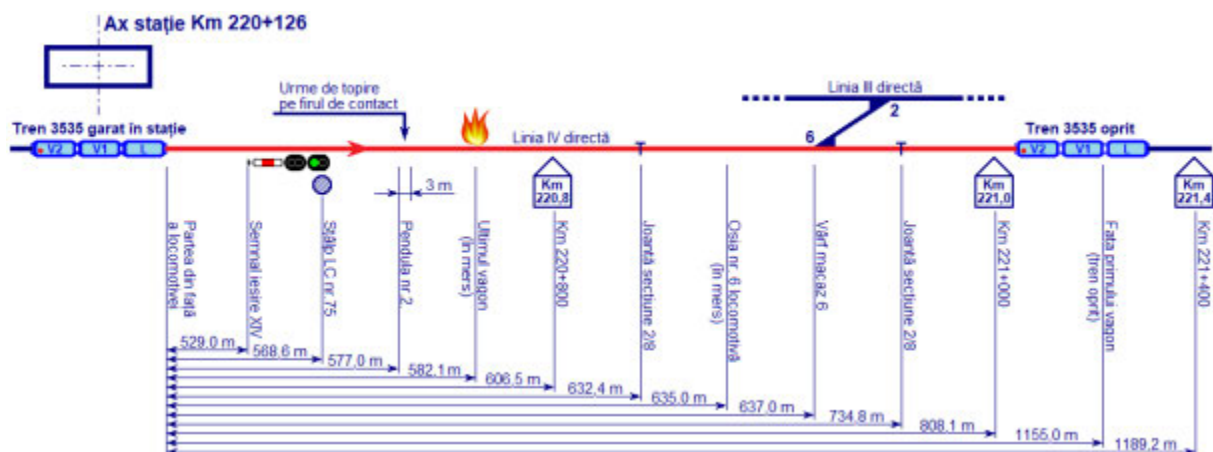 Ax stație Km 220+126
Urme de topire
pe firul de contact
Linia III directă
2
Tren 3535 garat în stație
Linia IV directă
6
Tren 3535 oprit
V2 V1 L
V2 V1 L
3 m
Km
220,8
Km
221,0
Km
221,4
Partea din față
a locomotivei
Semnal iesire XIV
Stâlp LC nr.75
Pendula nr.2
Ultimul vagon
(în mers)
Km 220+800
Joantă sectiune 2/8
Osia nr. 6 locomotivă
(în mers)
Vârf macaz 6
Joantă sectiune 2/8
Km 221+000
Fata primului vagon
(tren oprit)
Km 221+400
529.0 m
568.6 m
577,0 m
582.1 m
606,5 m
632,4 m
635.0 m
637.0 m
734,8 m
808.1 m
1155,0 m
1189,2 m